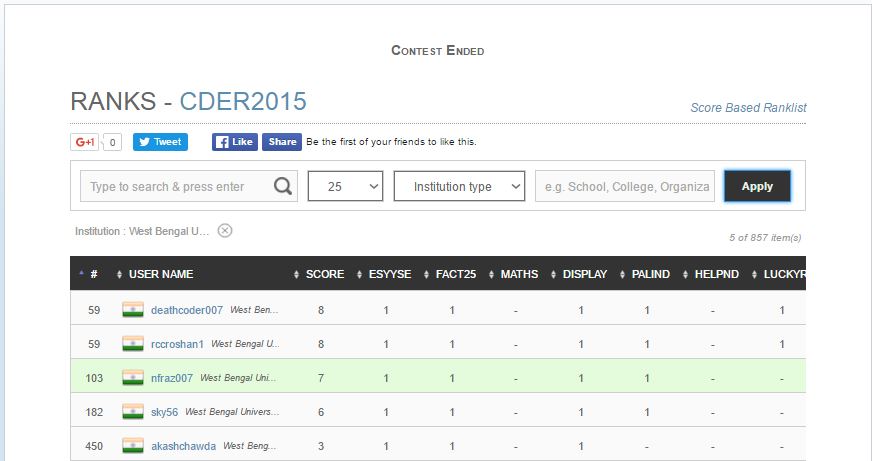 Contest Ended
RANKS - CDER2015
Score Based Ranklist
G+1 0 Tweet Like Share Be the first of your friends to like this.
Type to search & press enter 25 Institution type e.g. School, College, Organiza Apply
Institution : West Bengal U...
5 of 857 item(s)
# USER NAME SCORE ESYYSE FACT25 MATHS DISPLAY PALIND HELPND LUCKYR
59 deathcoder007 West Ben... 8 1 1 - 1 1 - 1
59 rccroshan1 West Bengal U... 8 1 1 - 1 1 - 1
103 nfraz007 West Bengal Uni... 7 1 1 - 1 1 - -
182 sky56 West Bengal Univers... 6 1 1 - 1 1 - -
450 akashchawda West Beng... 3 1 1 - 1 - - -